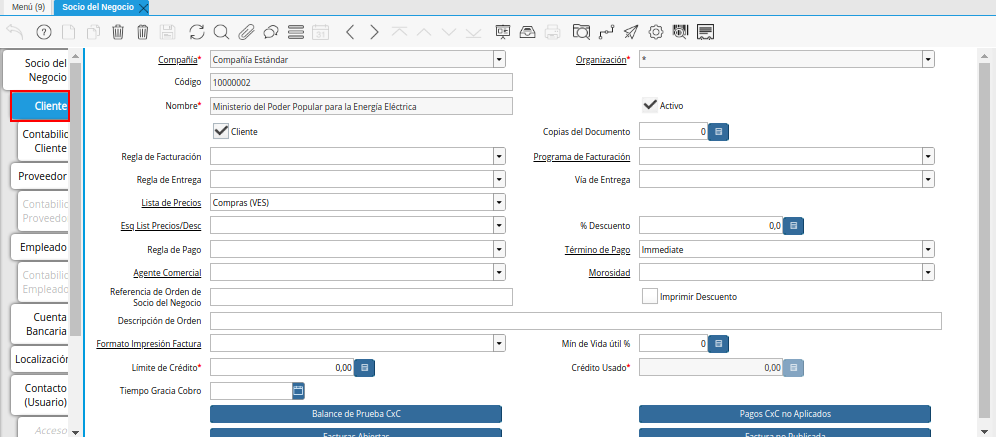 Menú (9) Socio del Negocio
Socio del
Negocio
Cliente
Contabilic
Cliente
Proveedor
Contabilic
Proveedo
Empleado
Contabilic
Empleado
Cuenta
Bancaria
Localización
Contacto
(Usuario)
Acceso
Compañía* Compañía Estándar Organización* *
Código 10000002
Nombre* Ministerio del Poder Popular para la Energía Eléctrica Activo
Cliente Copias del Documento 0
Regla de Facturación Programa de Facturación
Regla de Entrega Vía de Entrega
Lista de Precios Compras (VES)
Esq List Precios/Desc % Descuento 0,0
Regla de Pago Término de Pago Immediate
Agente Comercial Morosidad
Referencia de Orden de
Socio del Negocio Imprimir Descuento
Descripción de Orden
Formato Impresión Factura Mín de Vida útil % 0
Límite de Crédito* 0,00 Crédito Usado* 0,00
Tiempo Gracia Cobro
Balance de Prueba CxC Pagos CxC no Aplicados
Facturas Abiertas Factura no Publicada